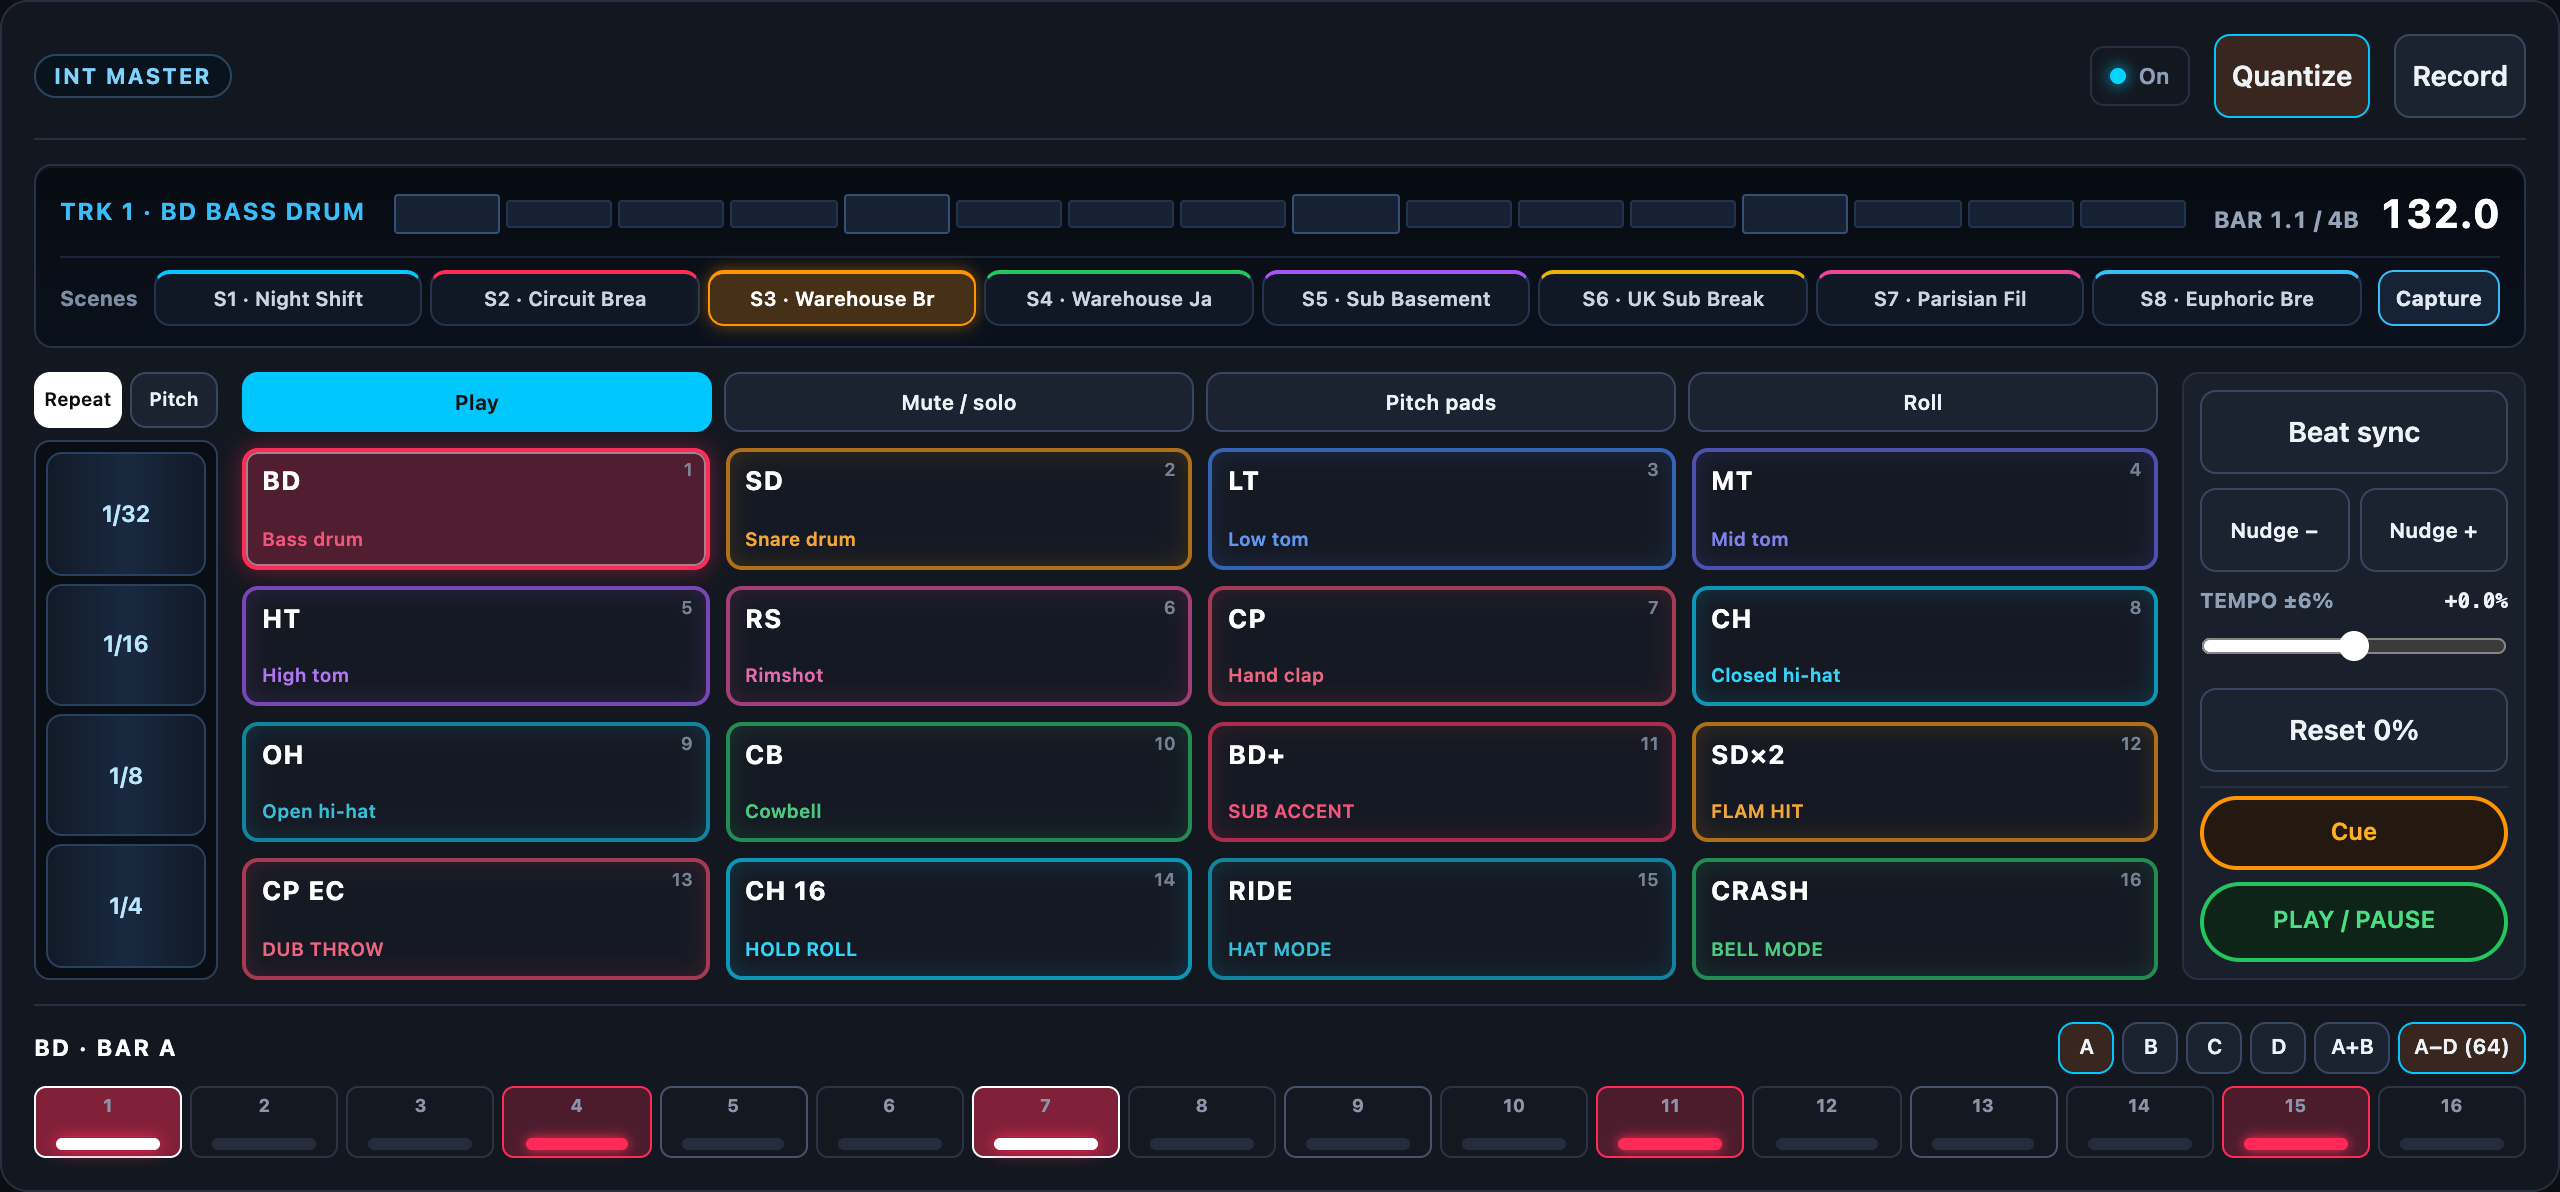 INT MASTER
On
Quantize
Record
TRK 1 · BD BASS DRUM
BAR 1.1 / 4B
132.0
Scenes
S1 · Night Shift
S2 · Circuit Brea
S3 · Warehouse Br
S4 · Warehouse Ja
S5 · Sub Basement
S6 · UK Sub Break
S7 · Parisian Fil
S8 · Euphoric Bre
Capture
Repeat
Pitch
1/32
1/16
1/8
1/4
Play
Mute / solo
Pitch pads
Roll
BD
1
Bass drum
SD
2
Snare drum
LT
3
Low tom
MT
4
Mid tom
HT
5
High tom
RS
6
Rimshot
CP
7
Hand clap
CH
8
Closed hi-hat
OH
9
Open hi-hat
CB
10
Cowbell
BD+
11
SUB ACCENT
SD×2
12
FLAM HIT
CP EC
13
DUB THROW
CH 16
14
HOLD ROLL
RIDE
15
HAT MODE
CRASH
16
BELL MODE
Beat sync
Nudge −
Nudge +
TEMPO ±6%
+0.0%
Reset 0%
Cue
PLAY / PAUSE
BD · BAR A
A
B
C
D
A+B
A–D (64)
1
2
3
4
5
6
7
8
9
10
11
12
13
14
15
16